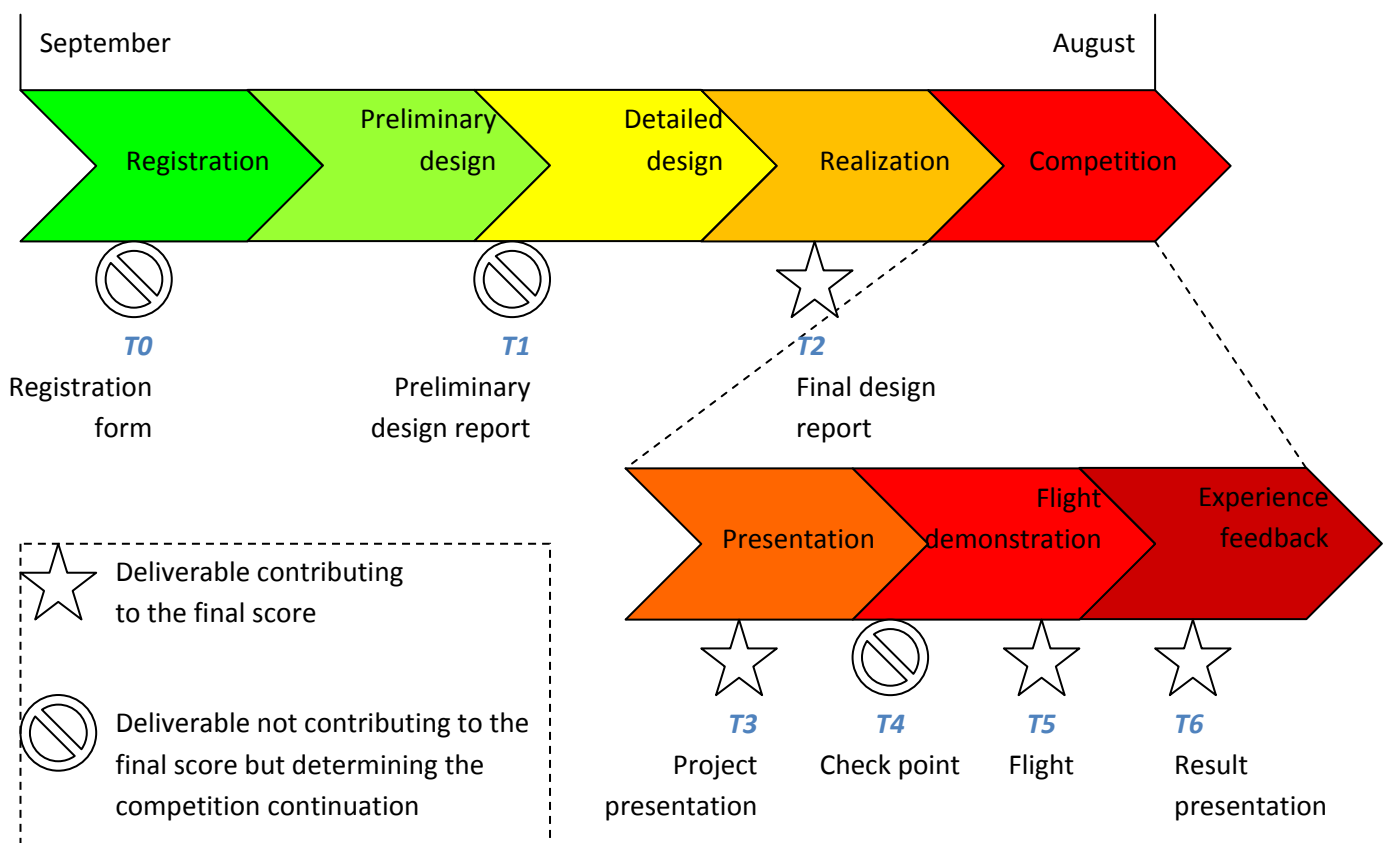 September
August
Registration
Preliminary
design
Detailed
design
Realization
Competition
T0
Registration
form
T1
Preliminary
design report
T2
Final design
report
Presentation
Flight
demonstration
Experience
feedback
T3
Project
presentation
T4
Check point
T5
Flight
T6
Result
presentation
Deliverable contributing
to the final score
Deliverable not contributing to the
final score but determining the
competition continuation